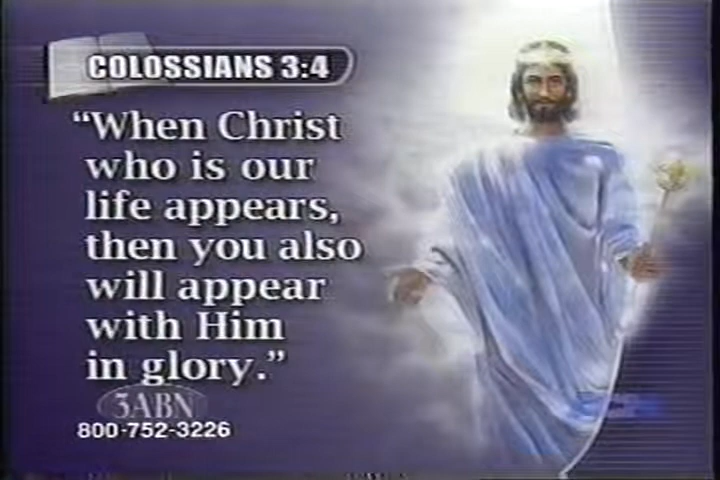 COLOSSIANS 3:4
“When Christ
who is our
life appears,
then you also
will appear
with Him
in glory.”
3ABN
800-752-3226